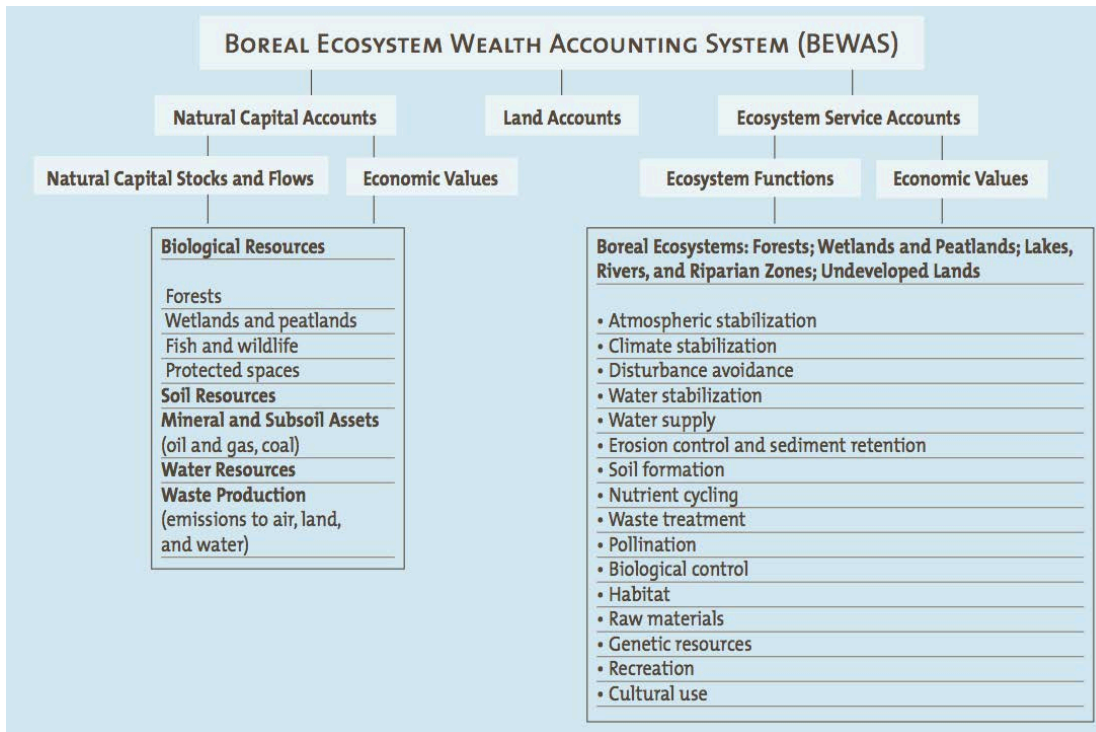 BOREAL ECOSYSTEM WEALTH ACCOUNTING SYSTEM (BEWAS)
Natural Capital Accounts
Land Accounts
Ecosystem Service Accounts
Natural Capital Stocks and Flows
Economic Values
Ecosystem Functions
Economic Values
Biological Resources
Forests
Wetlands and peatlands
Fish and wildlife
Protected spaces
Soil Resources
Mineral and Subsoil Assets
(oil and gas, coal)
Water Resources
Waste Production
(emissions to air, land,
and water)
Boreal Ecosystems: Forests; Wetlands and Peatlands; Lakes,
Rivers, and Riparian Zones; Undeveloped Lands
• Atmospheric stabilization
• Climate stabilization
• Disturbance avoidance
• Water stabilization
• Water supply
• Erosion control and sediment retention
• Soil formation
• Nutrient cycling
• Waste treatment
• Pollination
• Biological control
• Habitat
• Raw materials
• Genetic resources
• Recreation
• Cultural use